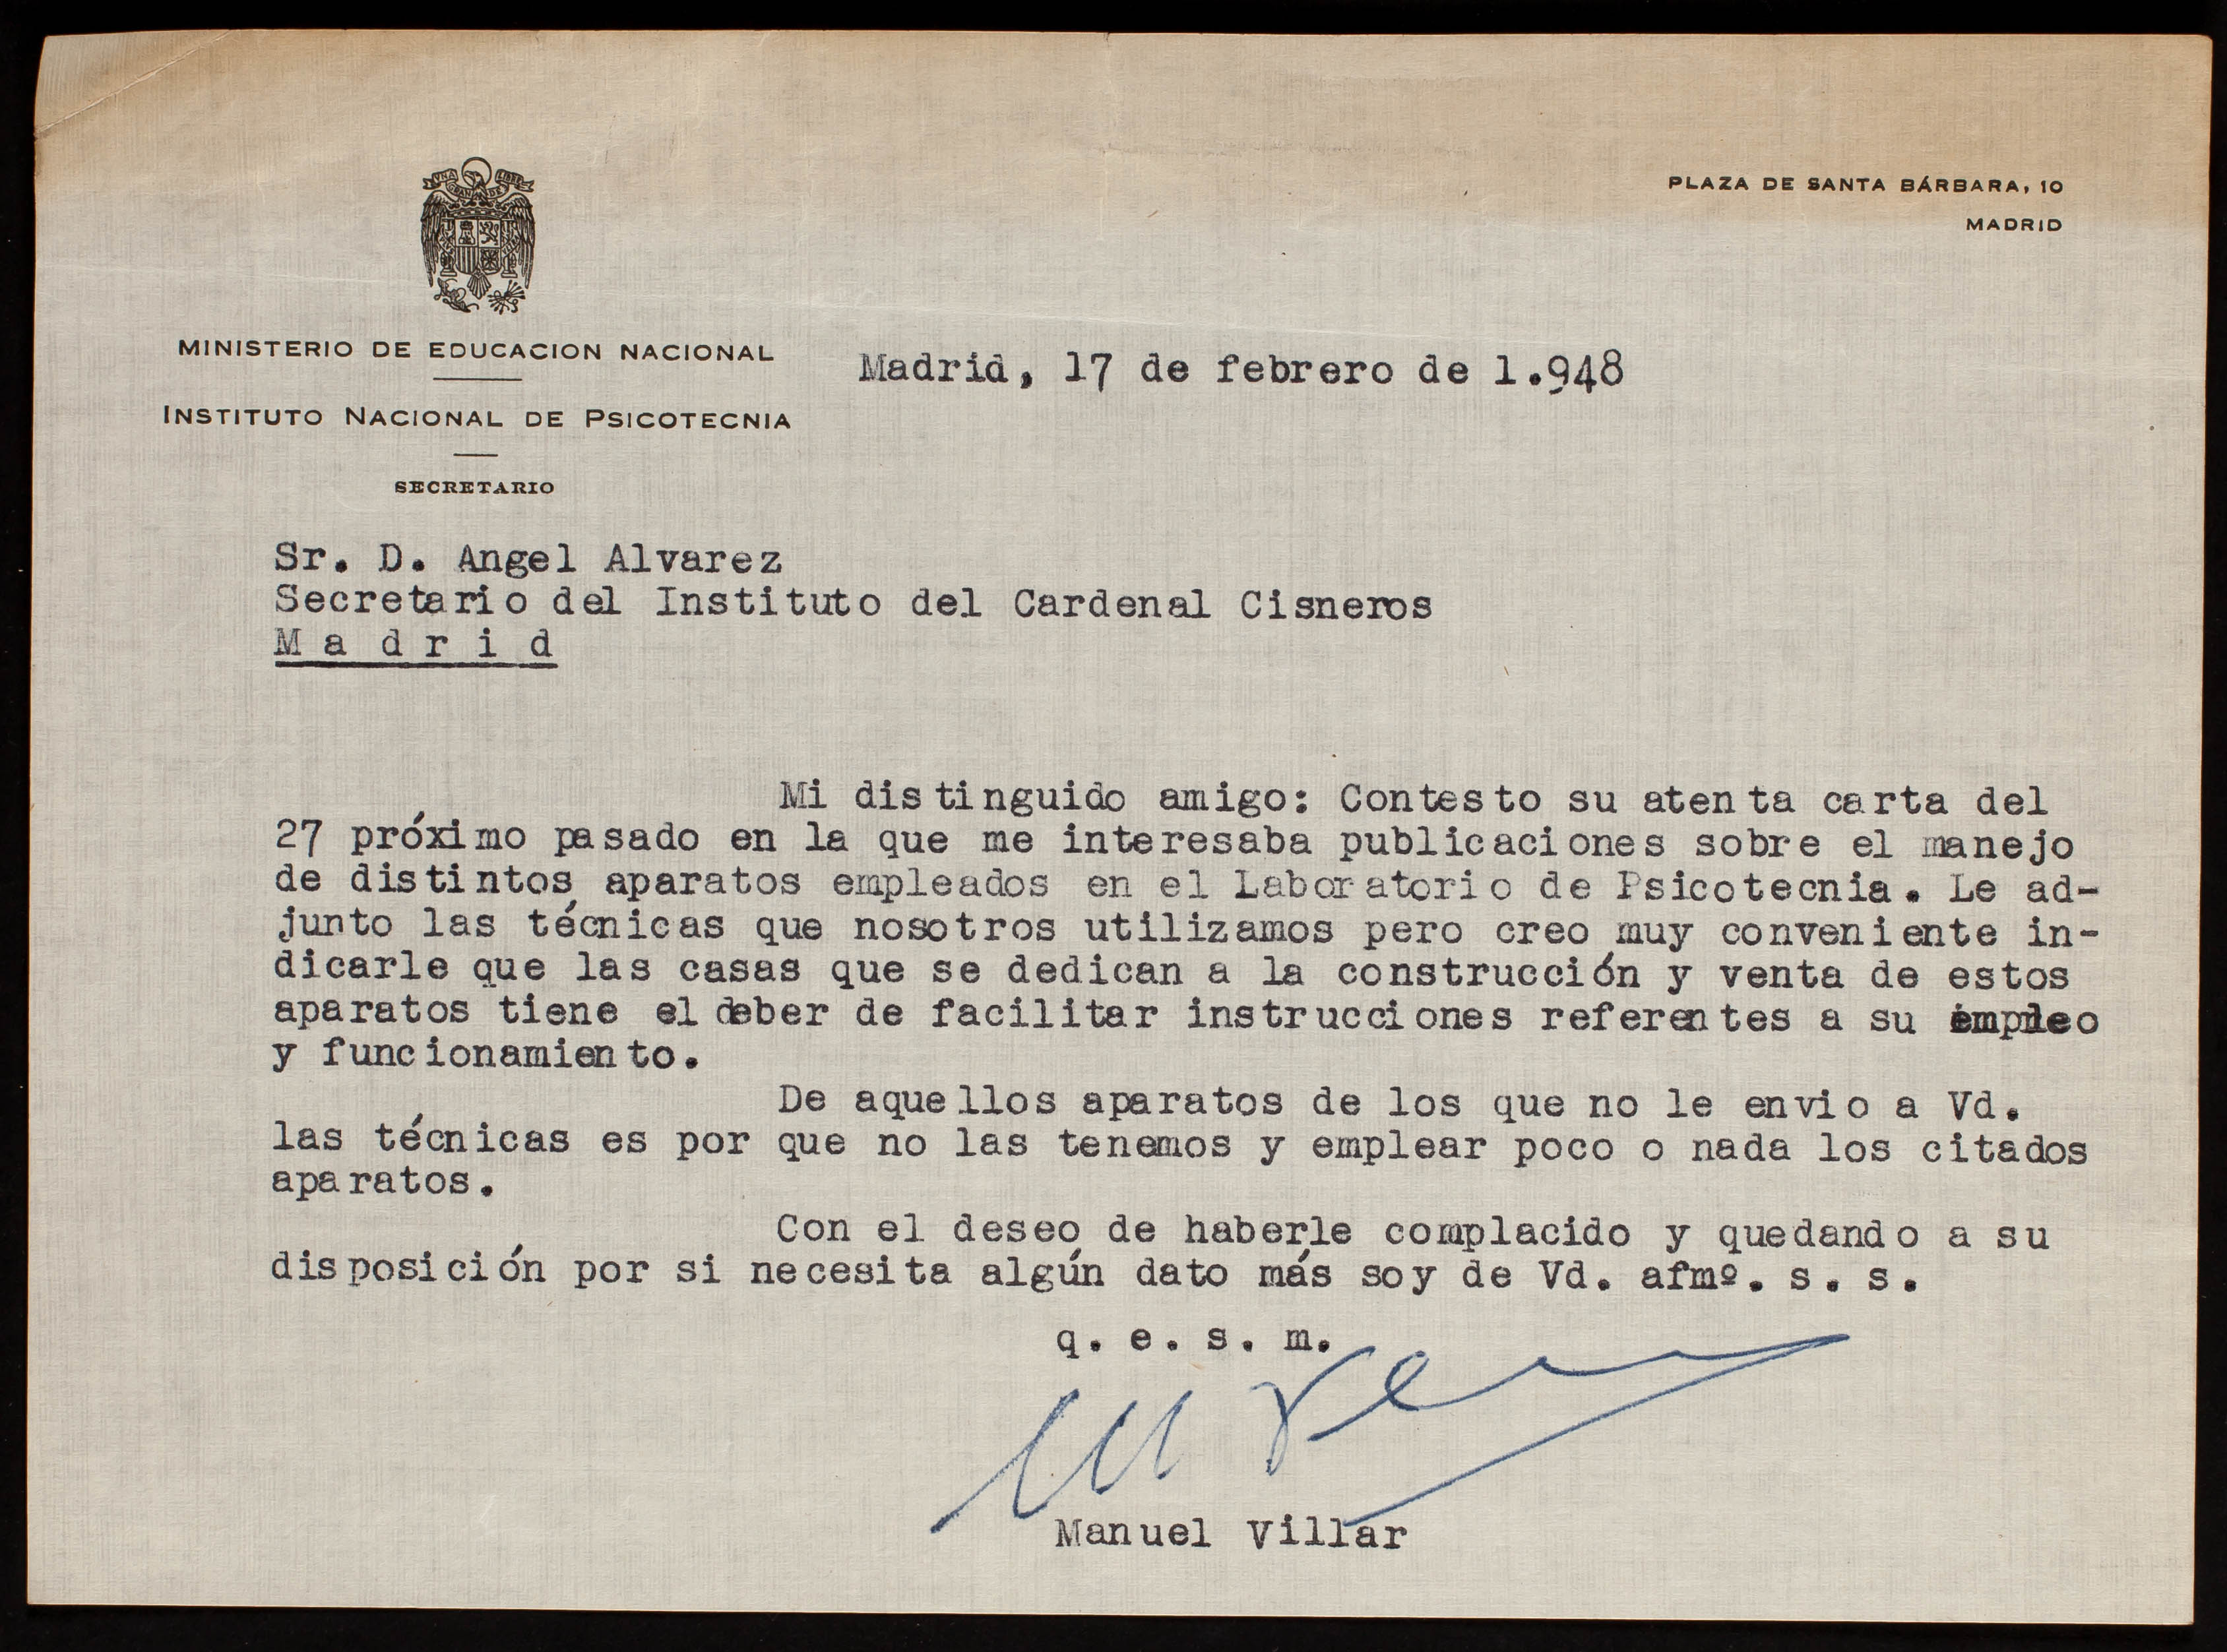 UNA GRANDE LIBRE
PLAZA DE SANTA BÁRBARA, 10
MADRID
MINISTERIO DE EDUCACION NACIONAL
Madrid, 17 de febrero de 1.948
INSTITUTO NACIONAL DE PSICOTECNIA
SECRETARIO
Sr. D. Angel Alvarez
Secretario del Instituto del Cardenal Cisneros
M a d r i d
Mi distinguido amigo: Contesto su atenta carta del
27 próximo pasado en la que me interesaba publicaciones sobre el manejo
de distintos aparatos empleados en el Laboratorio de Psicotecnia. Le ad-
junto las técnicas que nosotros utilizamos pero creo muy conveniente in-
dicarle que las casas que se dedican a la construcción y venta de estos
aparatos tiene el deber de facilitar instrucciones referentes a su empleo
y funcionamiento.
De aquellos aparatos de los que no le envio a Vd.
las técnicas es por que no las tenemos y emplear poco o nada los citados
aparatos.
Con el deseo de haberle complacido y quedando a su
disposición por si necesita algún dato más soy de Vd. afmº. s. s.
q. e. s. m.
Manuel Villar